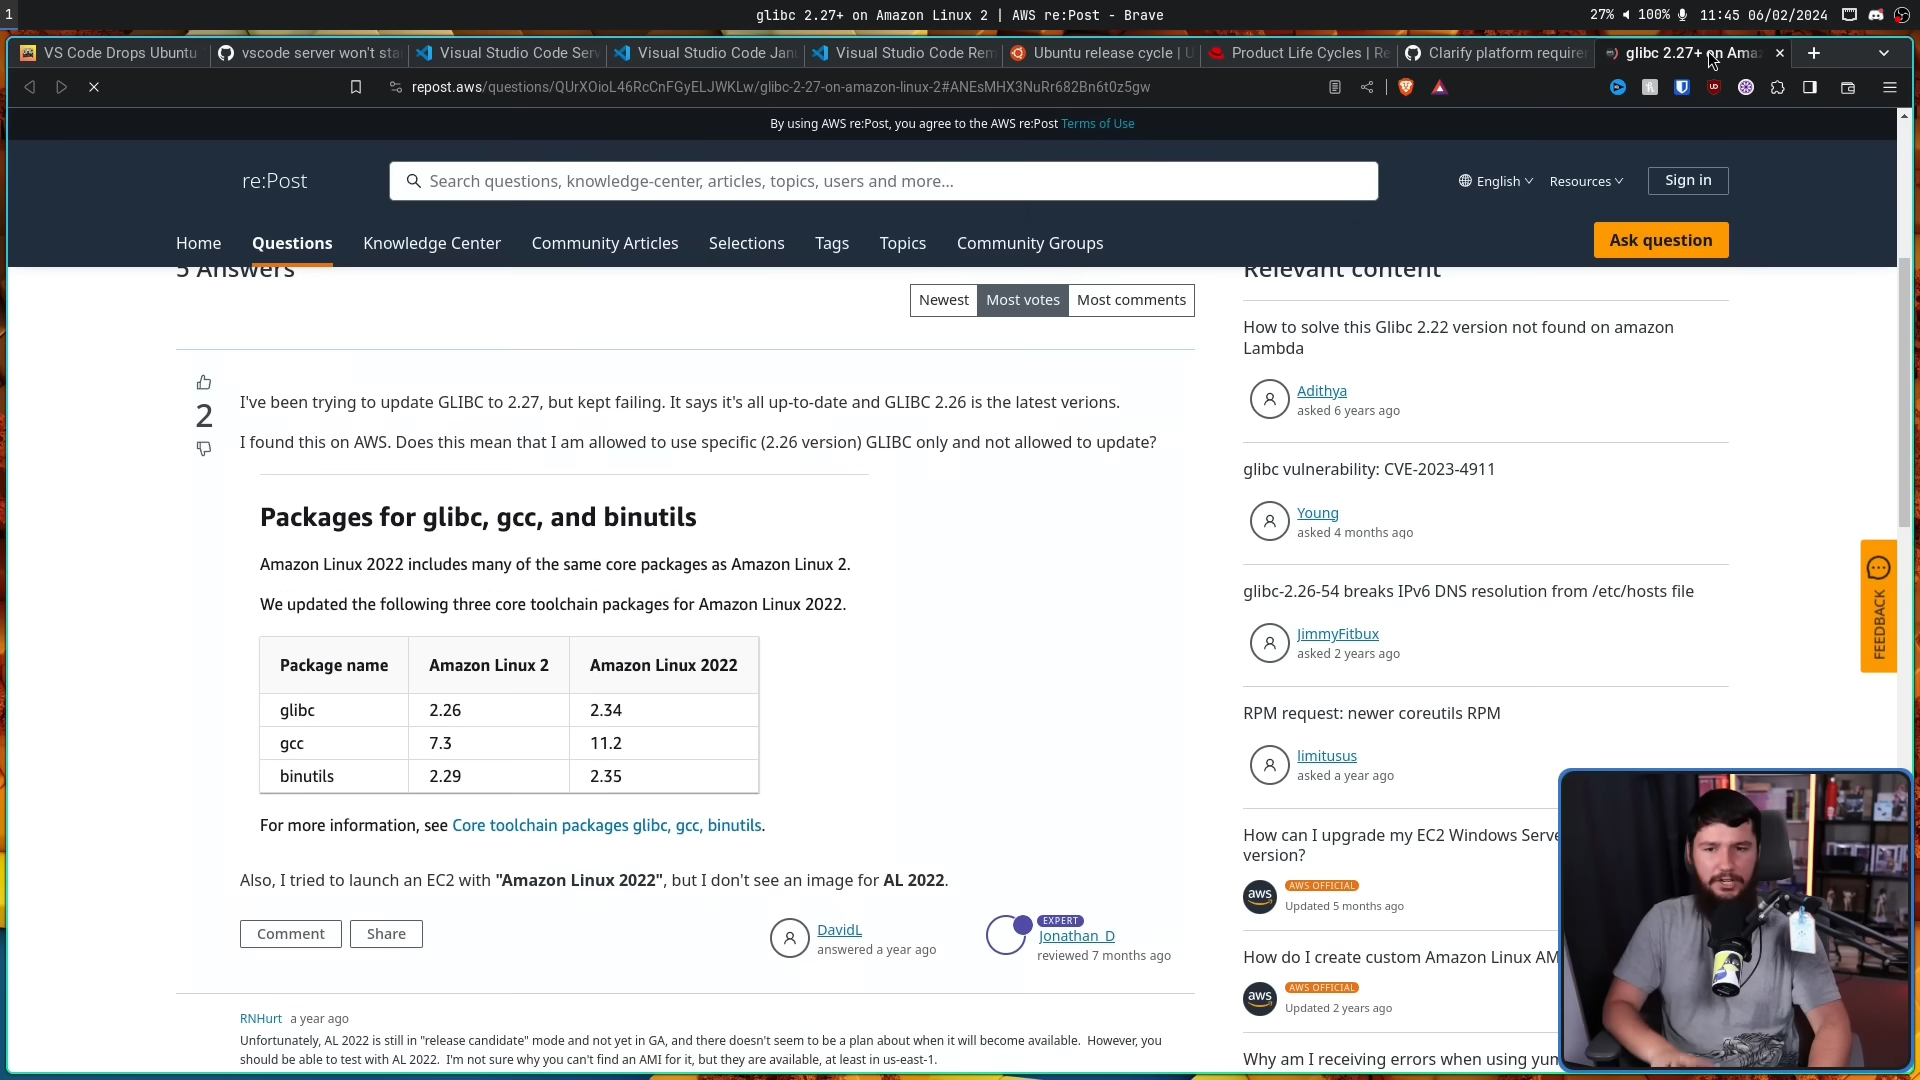 1
glibc 2.27+ on Amazon Linux 2 | AWS re:Post - Brave
27% 100% 11:45 06/02/2024
VS Code Drops Ubuntu
vscode server won't sta
Visual Studio Code Serv
Visual Studio Code Jan
Visual Studio Code Rem
Ubuntu release cycle | U
Product Life Cycles | Re
Clarify platform requirem
glibc 2.27+ on Amaz
repost.aws/questions/QUrXOioL46RcCnFGyELJWKLw/glibc-2-27-on-amazon-linux-2#ANEsMHX3NuRr682Bn6t0z5gw
By using AWS re:Post, you agree to the AWS re:Post Terms of Use
re:Post
Search questions, knowledge-center, articles, topics, users and more...
English
Resources
Sign in
Home Questions Knowledge Center Community Articles Selections Tags Topics Community Groups
Ask question
5 Answers
Newest Most votes Most comments
2
I've been trying to update GLIBC to 2.27, but kept failing. It says it's all up-to-date and GLIBC 2.26 is the latest verions.
I found this on AWS. Does this mean that I am allowed to use specific (2.26 version) GLIBC only and not allowed to update?
Packages for glibc, gcc, and binutils
Amazon Linux 2022 includes many of the same core packages as Amazon Linux 2.
We updated the following three core toolchain packages for Amazon Linux 2022.
Package name Amazon Linux 2 Amazon Linux 2022
glibc 2.26 2.34
gcc 7.3 11.2
binutils 2.29 2.35
For more information, see Core toolchain packages glibc, gcc, binutils.
Also, I tried to launch an EC2 with "Amazon Linux 2022", but I don't see an image for AL 2022.
Comment
Share
DavidL
answered a year ago
EXPERT
Jonathan_D
reviewed 7 months ago
RNHurt a year ago
Unfortunately, AL 2022 is still in "release candidate" mode and not yet in GA, and there doesn't seem to be a plan about when it will become available. However, you
should be able to test with AL 2022. I'm not sure why you can't find an AMI for it, but they are available, at least in us-east-1.
Relevant content
How to solve this Glibc 2.22 version not found on amazon
Lambda
Adithya
asked 6 years ago
glibc vulnerability: CVE-2023-4911
Young
asked 4 months ago
glibc-2.26-54 breaks IPv6 DNS resolution from /etc/hosts file
JimmyFitbux
asked 2 years ago
RPM request: newer coreutils RPM
limitusus
asked a year ago
How can I upgrade my EC2 Windows Serve
version?
aws
AWS OFFICIAL
Updated 5 months ago
How do I create custom Amazon Linux AM
aws
AWS OFFICIAL
Updated 2 years ago
Why am I receiving errors when using yum
FEEDBACK